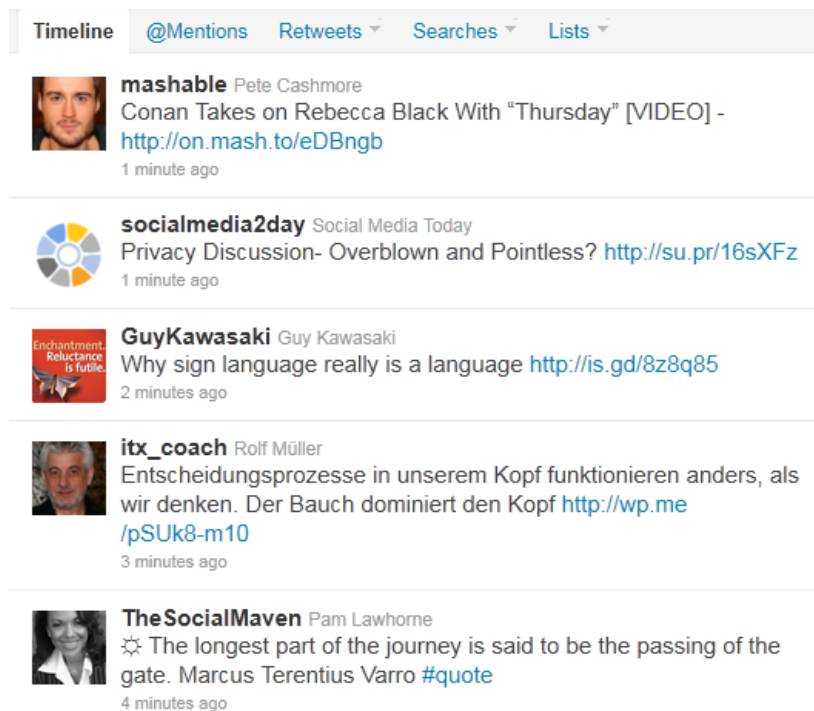 Timeline @Mentions Retweets Searches Lists
mashable Pete Cashmore
Conan Takes on Rebecca Black With “Thursday” [VIDEO] -
http://on.mash.to/eDBngb
1 minute ago
socialmedia2day Social Media Today
Privacy Discussion- Overblown and Pointless? http://su.pr/16sXFz
1 minute ago
Enchantment.
Reluctance
is futile.
GuyKawasaki Guy Kawasaki
Why sign language really is a language http://is.gd/8z8q85
2 minutes ago
itx_coach Rolf Müller
Entscheidungsprozesse in unserem Kopf funktionieren anders, als
wir denken. Der Bauch dominiert den Kopf http://wp.me
/pSUk8-m10
3 minutes ago
TheSocialMaven Pam Lawhorne
☼ The longest part of the journey is said to be the passing of the
gate. Marcus Terentius Varro #quote
4 minutes ago